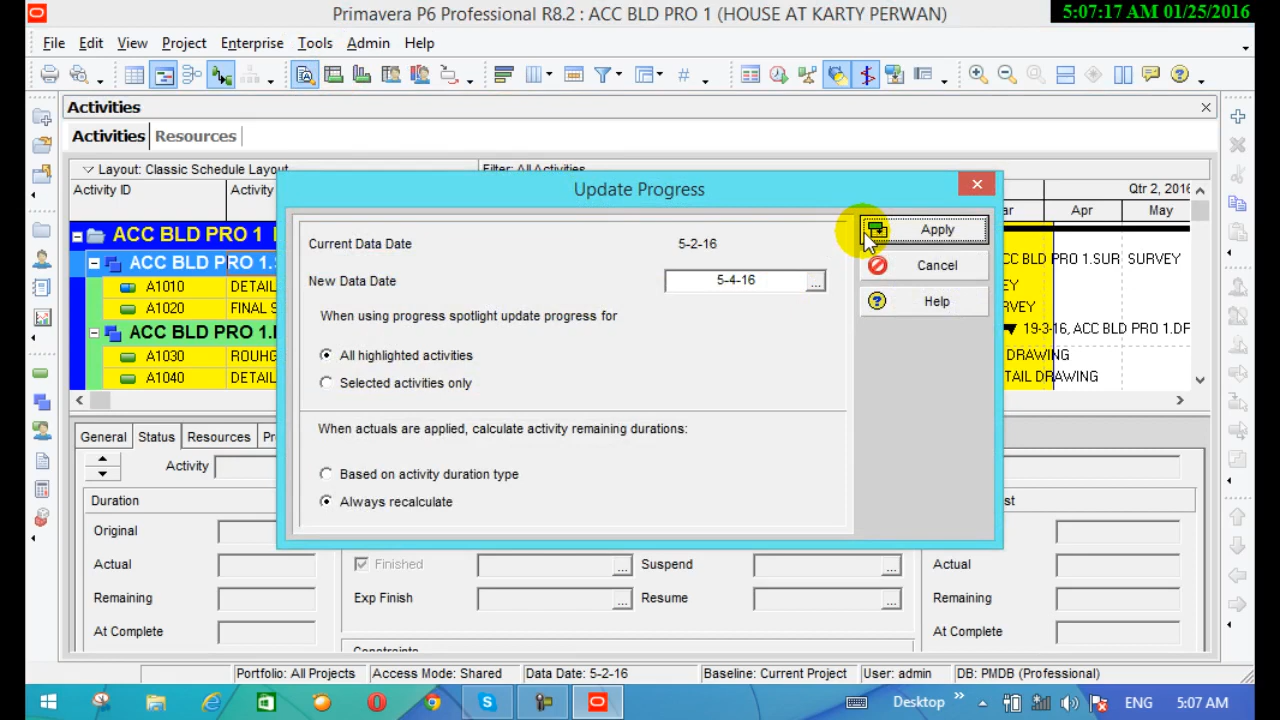 Primavera P6 Professional R8.2 : ACC BLD PRO 1 (HOUSE AT KARTY PERWAN)
5:07:17 AM 01/25/2016
File Edit View Project Enterprise Tools Admin Help
Activities
Activities Resources
Layout: Classic Schedule Layout Filter: All Activities
Activity ID Activity Qtr 2, 2016
ar Apr May
ACC BLD PRO 1
ACC BLD PRO 1. CC BLD PRO 1.SUR SURVEY
A1010 DETAIL EY
A1020 FINAL S RVEY
ACC BLD PRO 1. 19-3-16, ACC BLD PRO 1.DF
A1030 ROUHG DRAWING
A1040 DETAIL TAIL DRAWING
Update Progress
Current Data Date 5-2-16
New Data Date 5-4-16 ...
When using progress spotlight update progress for
All highlighted activities
Selected activities only
When actuals are applied, calculate activity remaining durations:
Based on activity duration type
Always recalculate
Apply
Cancel
Help
General Status Resources Pr
Activity
Duration st
Original
Actual Finished ... Suspend ... Actual
Remaining Exp Finish ... Resume ... Remaining
At Complete Constraints At Complete
Portfolio: All Projects Access Mode: Shared Data Date: 5-2-16 Baseline: Current Project User: admin DB: PMDB (Professional)
Desktop ENG 5:07 AM